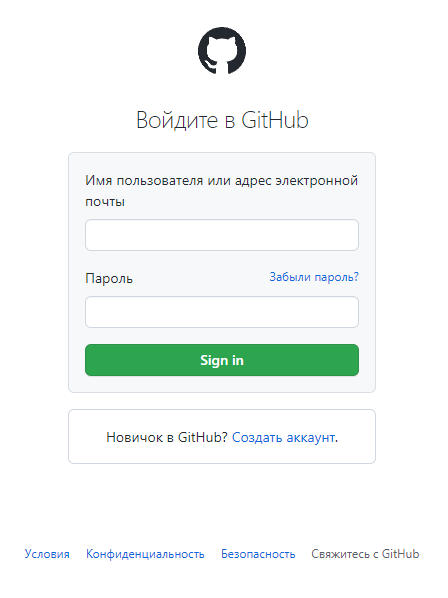 Войдите в GitHub
Имя пользователя или адрес электронной
почты
Пароль
Забыли пароль?
Sign in
Новичок в GitHub? Создать аккаунт.
Условия Конфиденциальность Безопасность Свяжитесь с GitHub